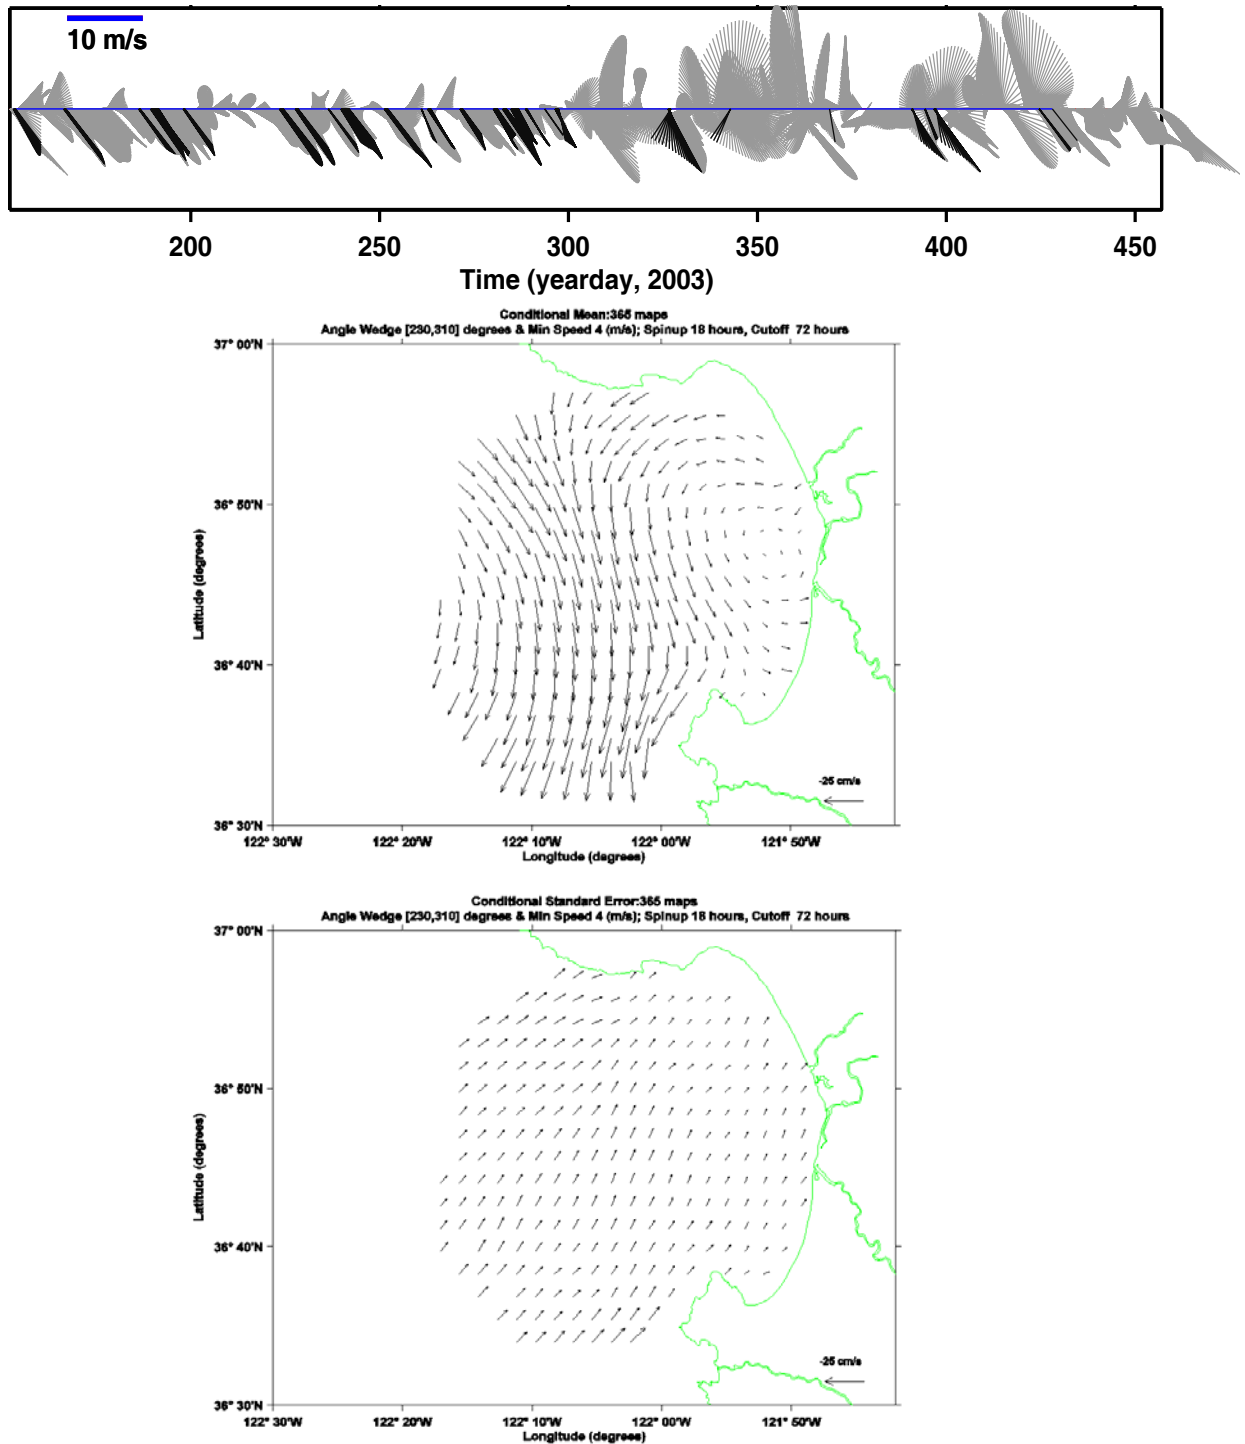 10 m/s
200 250 300 350 400 450
Time (yearday, 2003)
Conditional Mean:365 maps
Angle Wedge [230,310] degrees & Min Speed 4 (m/s); Spinup 18 hours, Cutoff 72 hours
37° 00'N
36° 50'N
Latitude (degrees)
36° 40'N
-25 cm/s
36° 30'N
122° 30'W 122° 20'W 122° 10'W 122° 00'W 121° 50'W
Longitude (degrees)
Conditional Standard Error:365 maps
Angle Wedge [230,310] degrees & Min Speed 4 (m/s); Spinup 18 hours, Cutoff 72 hours
37° 00'N
36° 50'N
Latitude (degrees)
36° 40'N
-25 cm/s
36° 30'N
122° 30'W 122° 20'W 122° 10'W 122° 00'W 121° 50'W
Longitude (degrees)